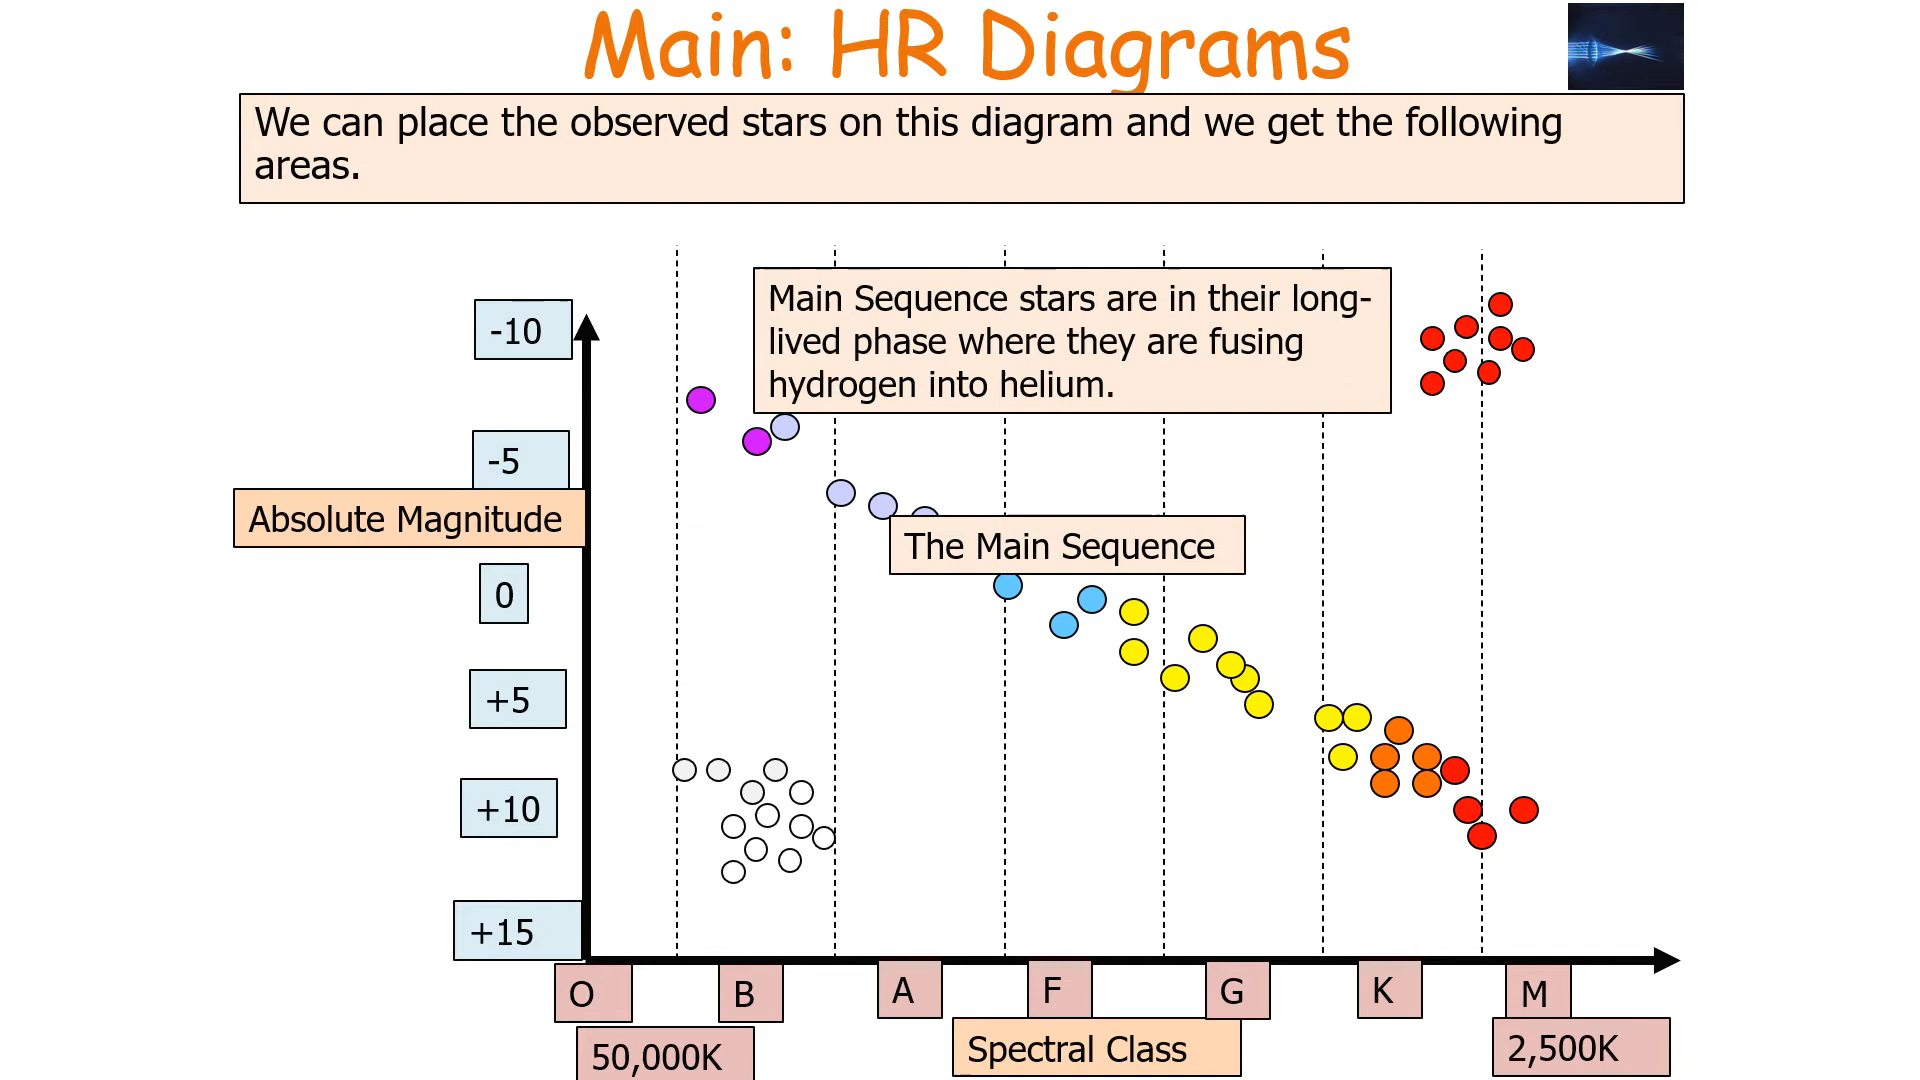 Main: HR Diagrams
We can place the observed stars on this diagram and we get the following
areas.
Main Sequence stars are in their long-
lived phase where they are fusing
hydrogen into helium.
-10
-5
Absolute Magnitude
The Main Sequence
0
+5
+10
+15
O
B
A
F
G
K
M
50,000K
Spectral Class
2,500K